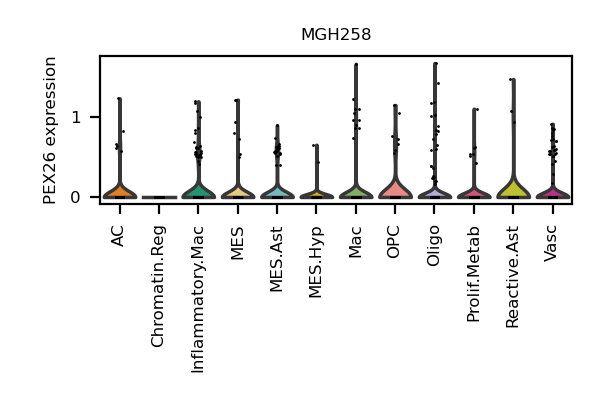 MGH258
PEX26 expression
1
0
AC
Chromatin.Reg
Inflammatory.Mac
MES
MES.Ast
MES.Hyp
Mac
OPC
Oligo
Prolif.Metab
Reactive.Ast
Vasc